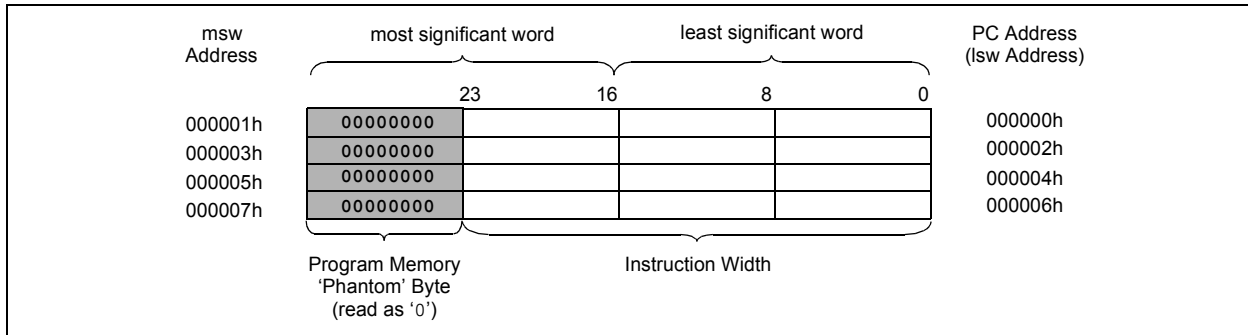 msw most significant word least significant word PC Address
Address (lsw Address)
23 16 8 0
000001h 00000000 000000h
000003h 00000000 000002h
000005h 00000000 000004h
000007h 00000000 000006h
Program Memory Instruction Width
‘Phantom’ Byte
(read as ‘0’)